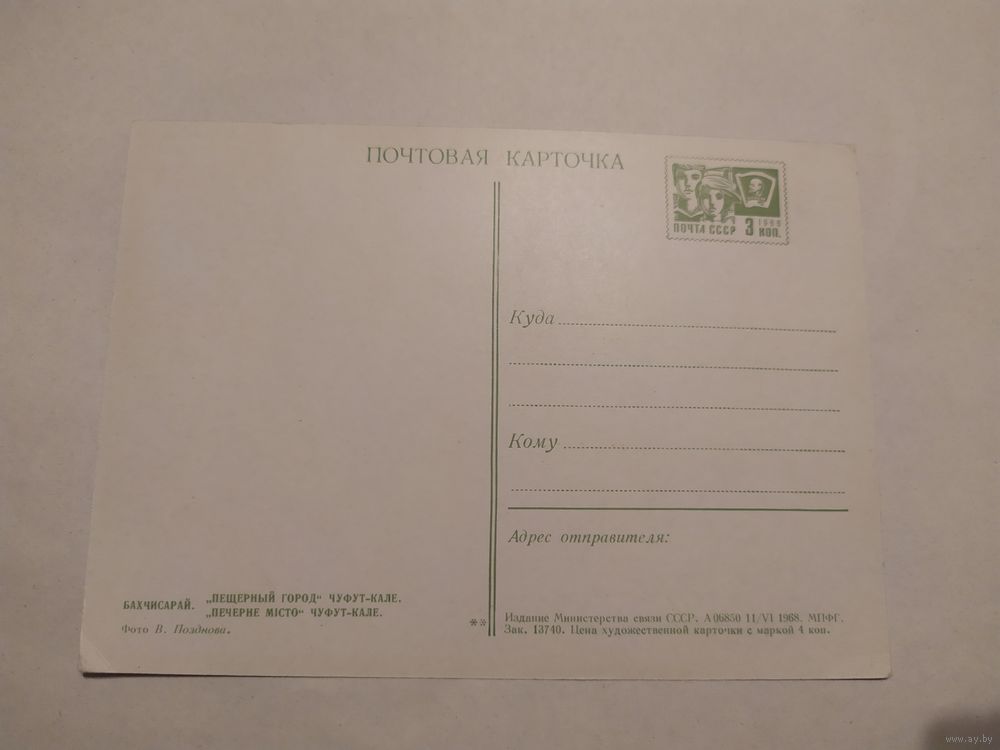 ПОЧТОВАЯ КАРТОЧКА
1966
ПОЧТА СССР 3 КОП.
Куда
Кому
Адрес отправителя:
БАХЧИСАРАЙ. „ПЕЩЕРНЫЙ ГОРОД" ЧУФУТ-КАЛЕ.
„ПЕЧЕРНЕ МІСТО" ЧУФУТ-КАЛЕ.
Фото В. Позднова.
**
Издание Министерства связи СССР. А 06850 11/VI 1968. МПФГ.
Зак. 13740. Цена художественной карточки с маркой 4 коп.
www.ay.by